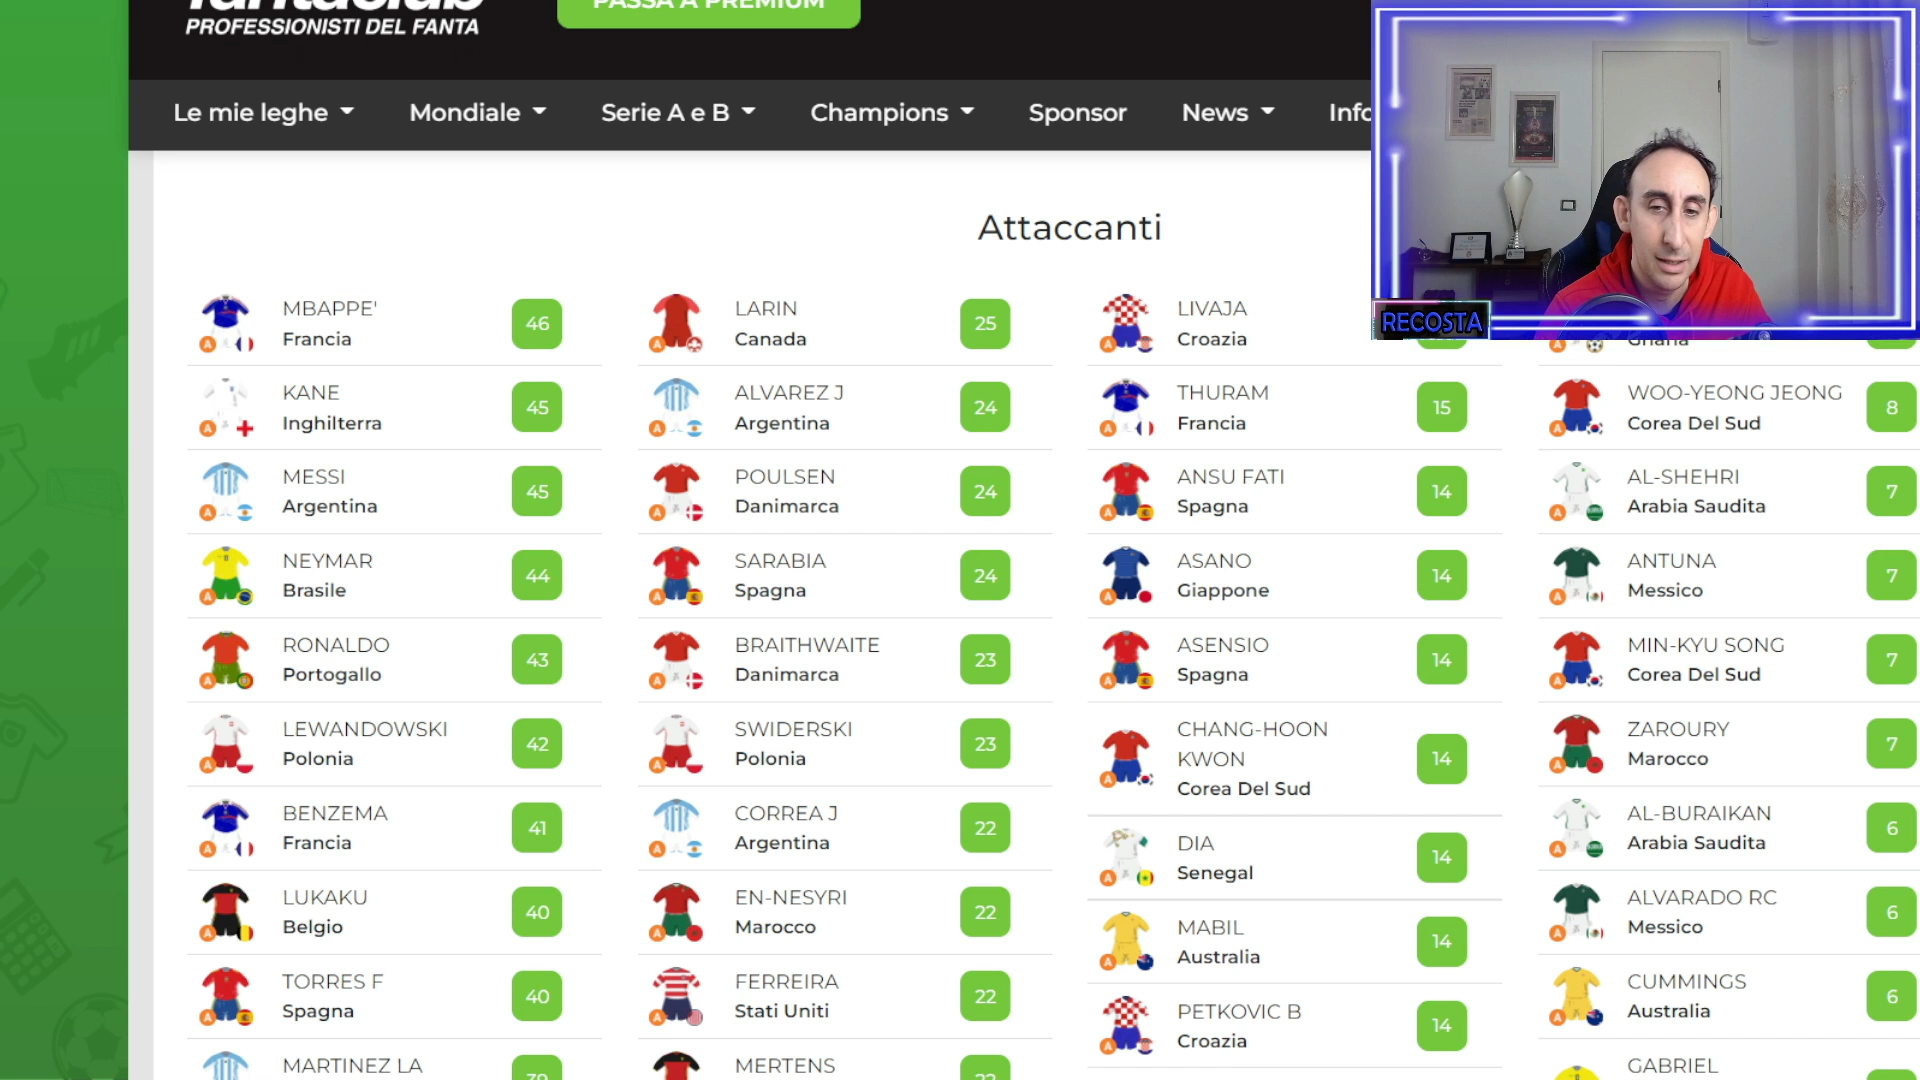 fantaclub
PROFESSIONISTI DEL FANTA
PASSA A PREMIUM
Le mie leghe
Mondiale
Serie A e B
Champions
Sponsor
News
Info
RECOSTA
Attaccanti
MBAPPE'
Francia
46
KANE
Inghilterra
45
MESSI
Argentina
45
NEYMAR
Brasile
44
RONALDO
Portogallo
43
LEWANDOWSKI
Polonia
42
BENZEMA
Francia
41
LUKAKU
Belgio
40
TORRES F
Spagna
40
MARTINEZ LA
39
LARIN
Canada
25
ALVAREZ J
Argentina
24
POULSEN
Danimarca
24
SARABIA
Spagna
24
BRAITHWAITE
Danimarca
23
SWIDERSKI
Polonia
23
CORREA J
Argentina
22
EN-NESYRI
Marocco
22
FERREIRA
Stati Uniti
22
MERTENS
22
LIVAJA
Croazia
THURAM
Francia
15
ANSU FATI
Spagna
14
ASANO
Giappone
14
ASENSIO
Spagna
14
CHANG-HOON
KWON
Corea Del Sud
14
DIA
Senegal
14
MABIL
Australia
14
PETKOVIC B
Croazia
14
Ghana
WOO-YEONG JEONG
Corea Del Sud
8
AL-SHEHRI
Arabia Saudita
7
ANTUNA
Messico
7
MIN-KYU SONG
Corea Del Sud
7
ZAROURY
Marocco
7
AL-BURAIKAN
Arabia Saudita
6
ALVARADO RC
Messico
6
CUMMINGS
Australia
6
GABRIEL